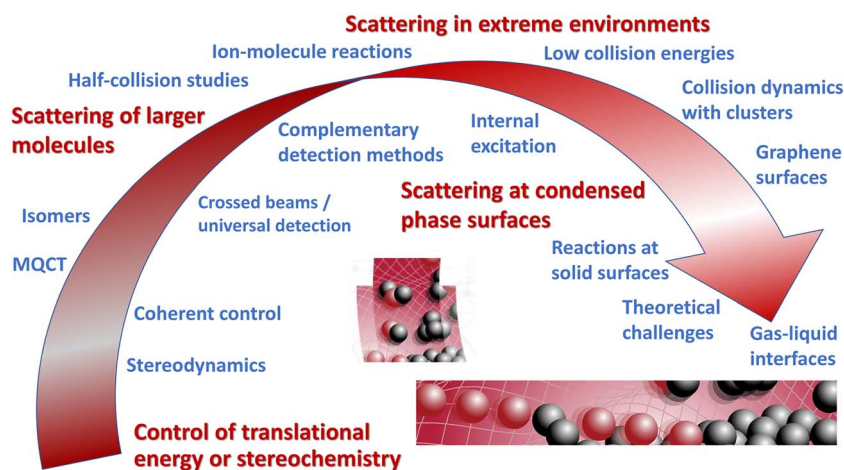 Scattering in extreme environments
Ion-molecule reactions
Low collision energies
Half-collision studies
Collision dynamics
with clusters
Scattering of larger
molecules
Complementary
detection methods
Internal
excitation
Graphene
surfaces
Scattering at condensed
phase surfaces
Isomers
Crossed beams /
universal detection
MQCT
Reactions at
solid surfaces
Coherent control
Theoretical
challenges
Gas-liquid
interfaces
Stereodynamics
Control of translational
energy or stereochemistry